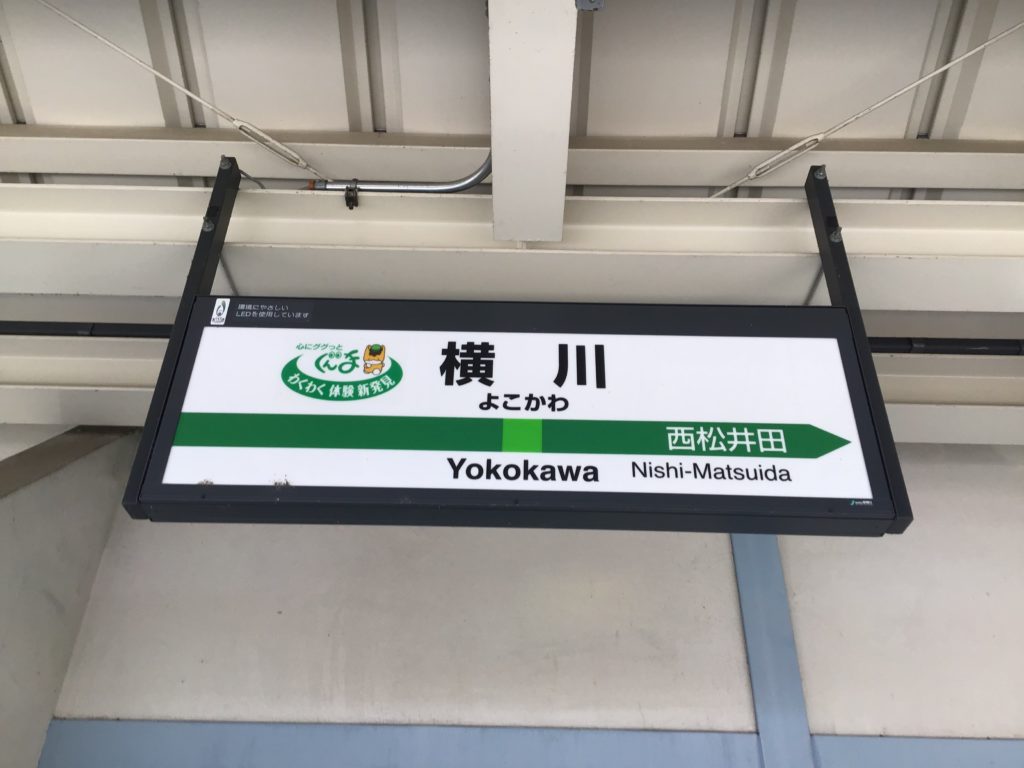 環境にやさしい
LEDを使用しています
心にググっと
ぐんま
わくわく 体験 新発見
横川
よこかわ
西松井田
Yokokawa
Nishi-Matsuida